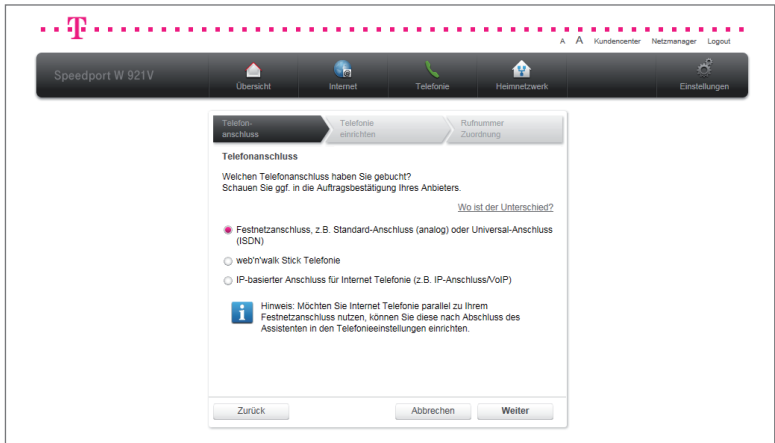 T
A A Kundencenter Netzmanager Logout
Speedport W 921V
Übersicht Internet Telefonie Heimnetzwerk Einstellungen
Telefon-
anschluss
Telefonie
einrichten
Rufnummer
Zuordnung
Telefonanschluss
Welchen Telefonanschluss haben Sie gebucht?
Schauen Sie ggf. in die Auftragsbestätigung Ihres Anbieters.
Wo ist der Unterschied?
Festnetzanschluss, z.B. Standard-Anschluss (analog) oder Universal-Anschluss
(ISDN)
web'n'walk Stick Telefonie
IP-basierter Anschluss für Internet Telefonie (z.B. IP-Anschluss/VoIP)
Hinweis: Möchten Sie Internet Telefonie parallel zu Ihrem
Festnetzanschluss nutzen, können Sie diese nach Abschluss des
Assistenten in den Telefonieeinstellungen einrichten.
Zurück Abbrechen Weiter